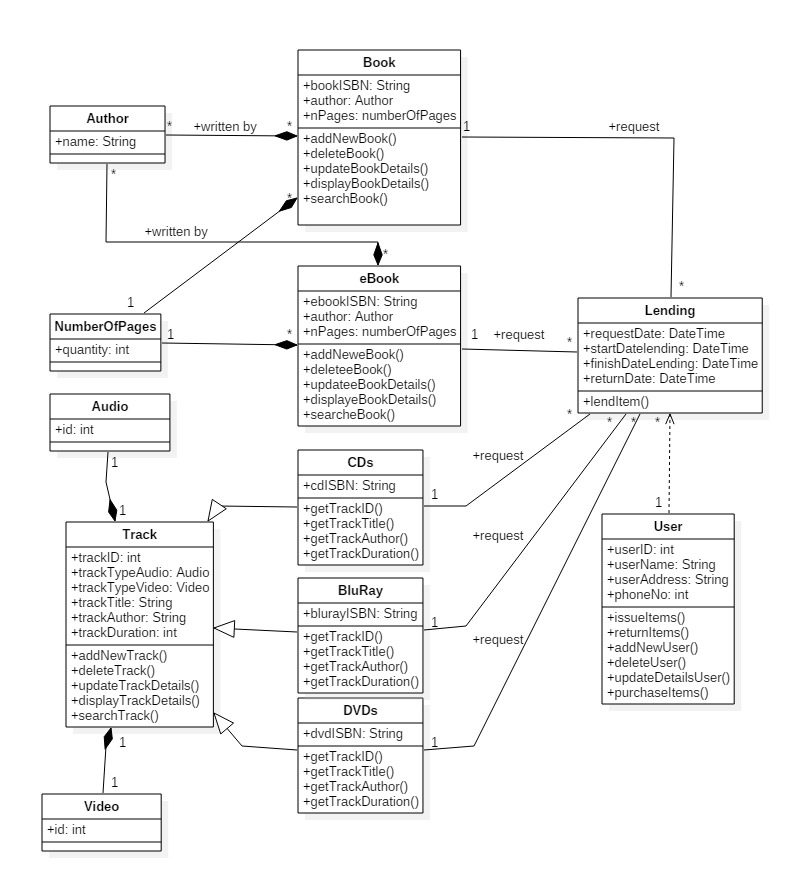 Book
+bookISBN: String
+author: Author
+nPages: numberOfPages
+addNewBook()
+deleteBook()
+updateBookDetails()
+displayBookDetails()
+searchBook()
Author
+name: String
*
+written by
*
1
+request
*
*
+written by
*
*
1
NumberOfPages
+quantity: int
1
*
eBook
+ebookISBN: String
+author: Author
+nPages: numberOfPages
+addNeweBook()
+deleteeBook()
+updateeBookDetails()
+displayeBookDetails()
+searcheBook()
1
+request
*
Lending
+requestDate: DateTime
+startDatelending: DateTime
+finishDateLending: DateTime
+returnDate: DateTime
+lendItem()
*
*
*
*
Audio
+id: int
1
1
CDs
+cdISBN: String
+getTrackID()
+getTrackTitle()
+getTrackAuthor()
+getTrackDuration()
1
+request
Track
+trackID: int
+trackTypeAudio: Audio
+trackTypeVideo: Video
+trackTitle: String
+trackAuthor: String
+trackDuration: int
+addNewTrack()
+deleteTrack()
+updateTrackDetails()
+displayTrackDetails()
+searchTrack()
BluRay
+blurayISBN: String
+getTrackID()
+getTrackTitle()
+getTrackAuthor()
+getTrackDuration()
1
+request
1
User
+userID: int
+userName: String
+userAddress: String
+phoneNo: int
+issueItems()
+returnItems()
+addNewUser()
+deleteUser()
+updateDetailsUser()
+purchaseItems()
DVDs
+dvdISBN: String
+getTrackID()
+getTrackTitle()
+getTrackAuthor()
+getTrackDuration()
1
+request
1
1
Video
+id: int